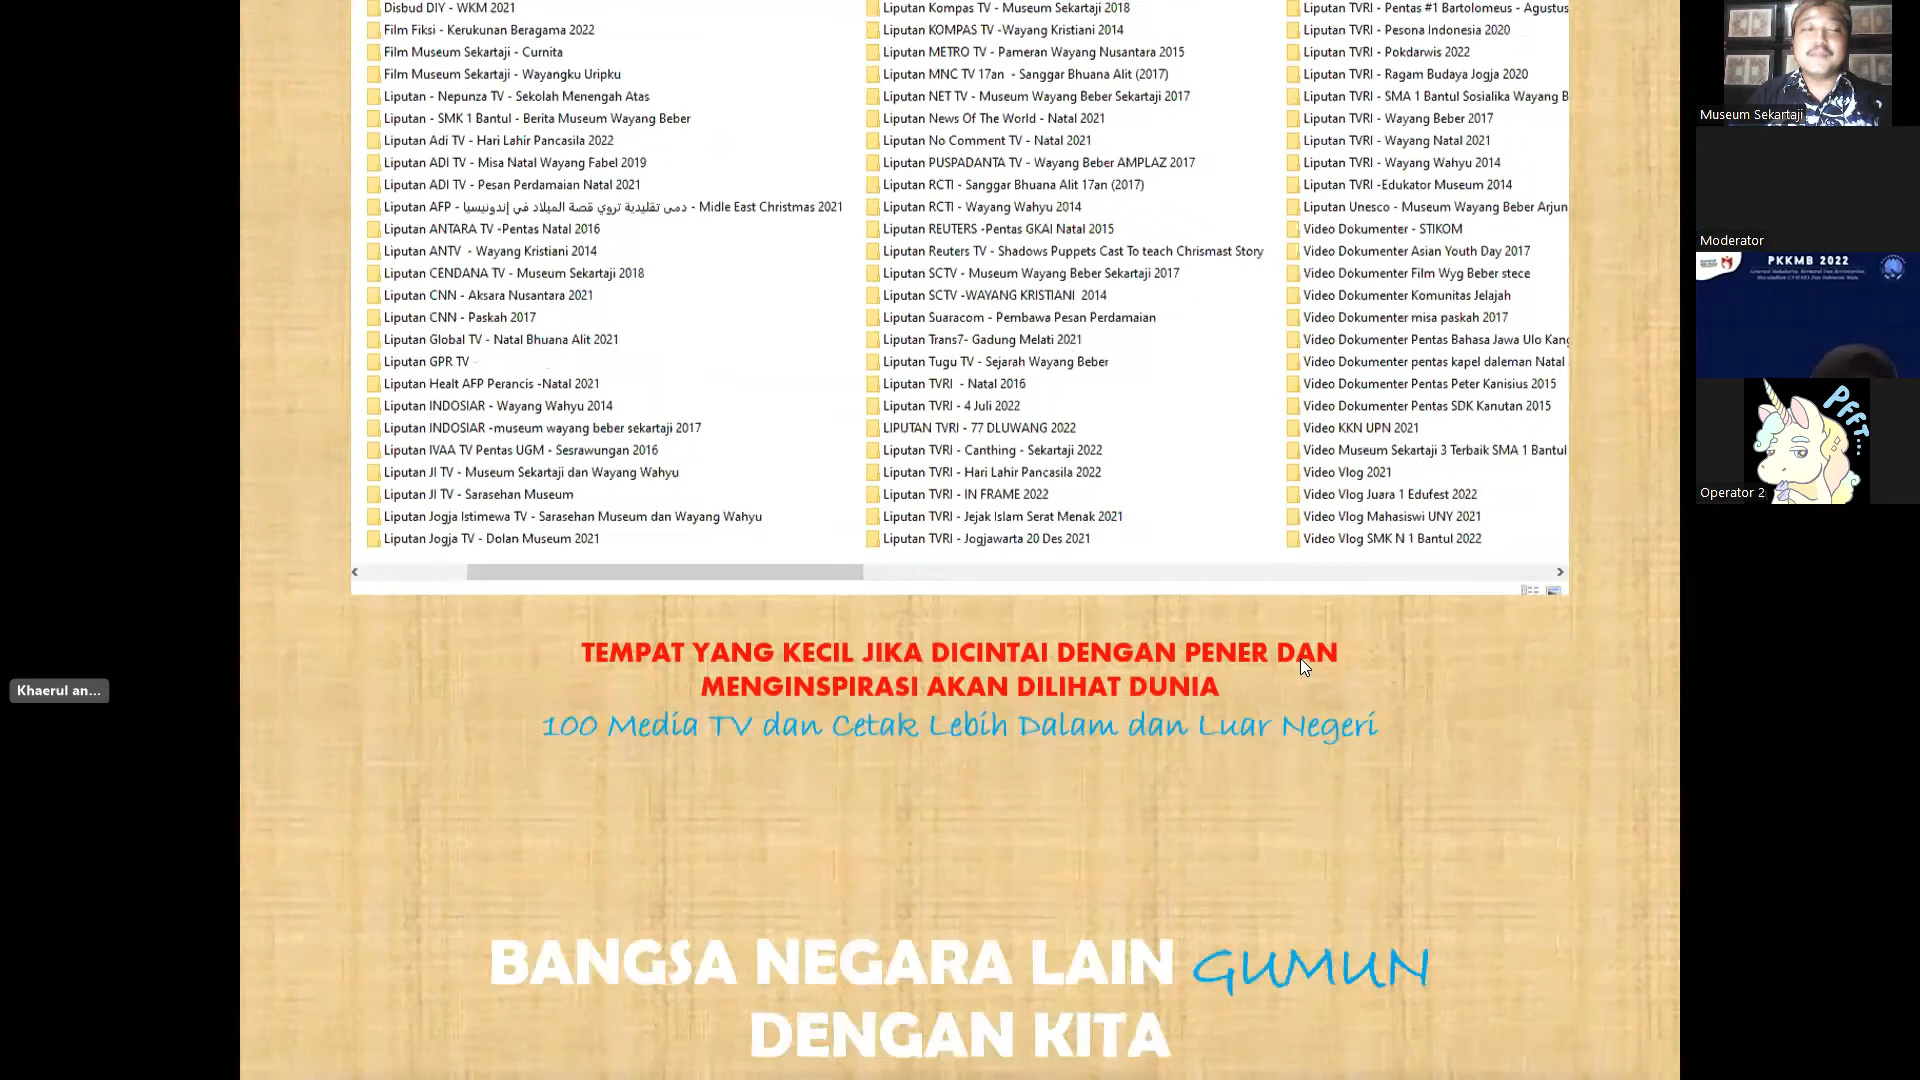 Disbud DIY - WKM 2021
Film Fiksi - Kerukunan Beragama 2022
Film Museum Sekartaji - Curnita
Film Museum Sekartaji - Wayangku Uripku
Liputan - Nepunza TV - Sekolah Menengah Atas
Liputan - SMK 1 Bantul - Berita Museum Wayang Beber
Liputan Adi TV - Hari Lahir Pancasila 2022
Liputan ADI TV - Misa Natal Wayang Fabel 2019
Liputan ADI TV - Pesan Perdamaian Natal 2021
Liputan AFP - دمى تقليدية تروي قصة الميلاد في إندونيسيا - Midle East Christmas 2021
Liputan ANTARA TV -Pentas Natal 2016
Liputan ANTV - Wayang Kristiani 2014
Liputan CENDANA TV - Museum Sekartaji 2018
Liputan CNN - Aksara Nusantara 2021
Liputan CNN - Paskah 2017
Liputan Global TV - Natal Bhuana Alit 2021
Liputan GPR TV -
Liputan Healt AFP Perancis -Natal 2021
Liputan INDOSIAR - Wayang Wahyu 2014
Liputan INDOSIAR -museum wayang beber sekartaji 2017
Liputan IVAA TV Pentas UGM - Sesrawungan 2016
Liputan JI TV - Museum Sekartaji dan Wayang Wahyu
Liputan JI TV - Sarasehan Museum
Liputan Jogja Istimewa TV - Sarasehan Museum dan Wayang Wahyu
Liputan Jogja TV - Dolan Museum 2021
Liputan Kompas TV - Museum Sekartaji 2018
Liputan KOMPAS TV -Wayang Kristiani 2014
Liputan METRO TV - Pameran Wayang Nusantara 2015
Liputan MNC TV 17an - Sanggar Bhuana Alit (2017)
Liputan NET TV - Museum Wayang Beber Sekartaji 2017
Liputan News Of The World - Natal 2021
Liputan No Comment TV - Natal 2021
Liputan PUSPADANTA TV - Wayang Beber AMPLAZ 2017
Liputan RCTI - Sanggar Bhuana Alit 17an (2017)
Liputan RCTI - Wayang Wahyu 2014
Liputan REUTERS -Pentas GKAI Natal 2015
Liputan Reuters TV - Shadows Puppets Cast To teach Chrismast Story
Liputan SCTV - Museum Wayang Beber Sekartaji 2017
Liputan SCTV -WAYANG KRISTIANI 2014
Liputan Suaracom - Pembawa Pesan Perdamaian
Liputan Trans7- Gadung Melati 2021
Liputan Tugu TV - Sejarah Wayang Beber
Liputan TVRI - Natal 2016
Liputan TVRI - 4 Juli 2022
LIPUTAN TVRI - 77 DLUWANG 2022
Liputan TVRI - Canthing - Sekartaji 2022
Liputan TVRI - Hari Lahir Pancasila 2022
Liputan TVRI - IN FRAME 2022
Liputan TVRI - Jejak Islam Serat Menak 2021
Liputan TVRI - Jogjawarta 20 Des 2021
Liputan TVRI - Pentas #1 Bartolomeus - Agustus
Liputan TVRI - Pesona Indonesia 2020
Liputan TVRI - Pokdarwis 2022
Liputan TVRI - Ragam Budaya Jogja 2020
Liputan TVRI - SMA 1 Bantul Sosialika Wayang B
Liputan TVRI - Wayang Beber 2017
Liputan TVRI - Wayang Natal 2021
Liputan TVRI - Wayang Wahyu 2014
Liputan TVRI -Edukator Museum 2014
Liputan Unesco - Museum Wayang Beber Arjun
Video Dokumenter - STIKOM
Video Dokumenter Asian Youth Day 2017
Video Dokumenter Film Wyg Beber stece
Video Dokumenter Komunitas Jelajah
Video Dokumenter misa paskah 2017
Video Dokumenter Pentas Bahasa Jawa Ulo Kang
Video Dokumenter pentas kapel daleman Natal
Video Dokumenter Pentas Peter Kanisius 2015
Video Dokumenter Pentas SDK Kanutan 2015
Video KKN UPN 2021
Video Museum Sekartaji 3 Terbaik SMA 1 Bantul
Video Vlog 2021
Video Vlog Juara 1 Edufest 2022
Video Vlog Mahasiswi UNY 2021
Video Vlog SMK N 1 Bantul 2022
TEMPAT YANG KECIL JIKA DICINTAI DENGAN PENER DAN
MENGINSPIRASI AKAN DILIHAT DUNIA
100 Media TV dan Cetak Lebih Dalam dan Luar Negeri
BANGSA NEGARA LAIN GUMUN
DENGAN KITA
Khaerul an...
Museum Sekartaji
Moderator
PKKMB 2022
PFFT...
Operator 2